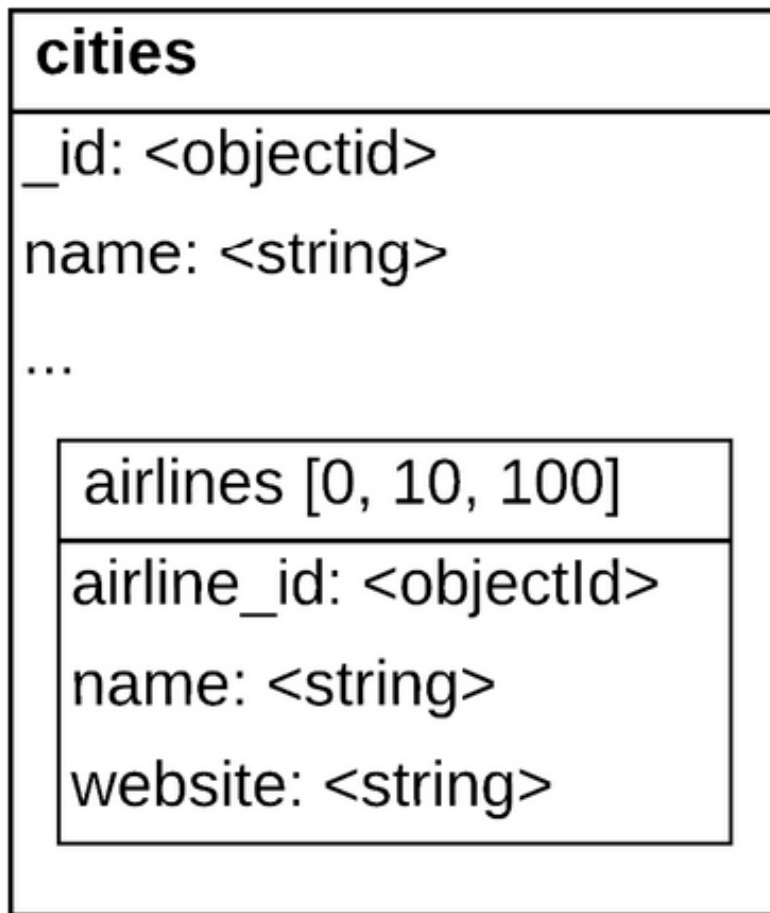 cities
_id: <objectid>
name: <string>
...
airlines [0, 10, 100]
airline_id: <objectId>
name: <string>
website: <string>